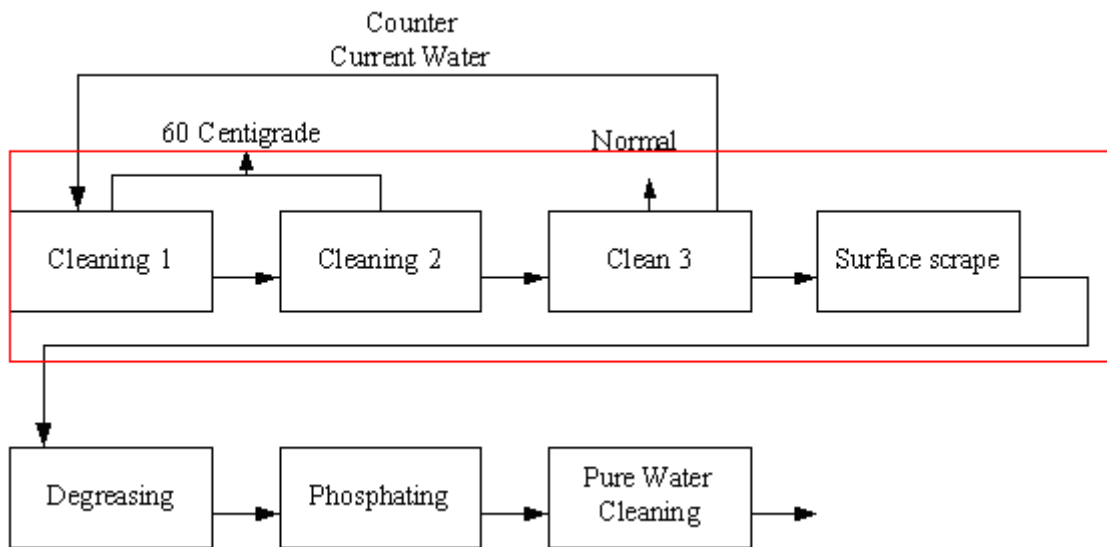 Counter
Current Water
60 Centigrade
Normal
Cleaning 1
Cleaning 2
Clean 3
Surface scrape
Degreasing
Phosphating
Pure Water
Cleaning